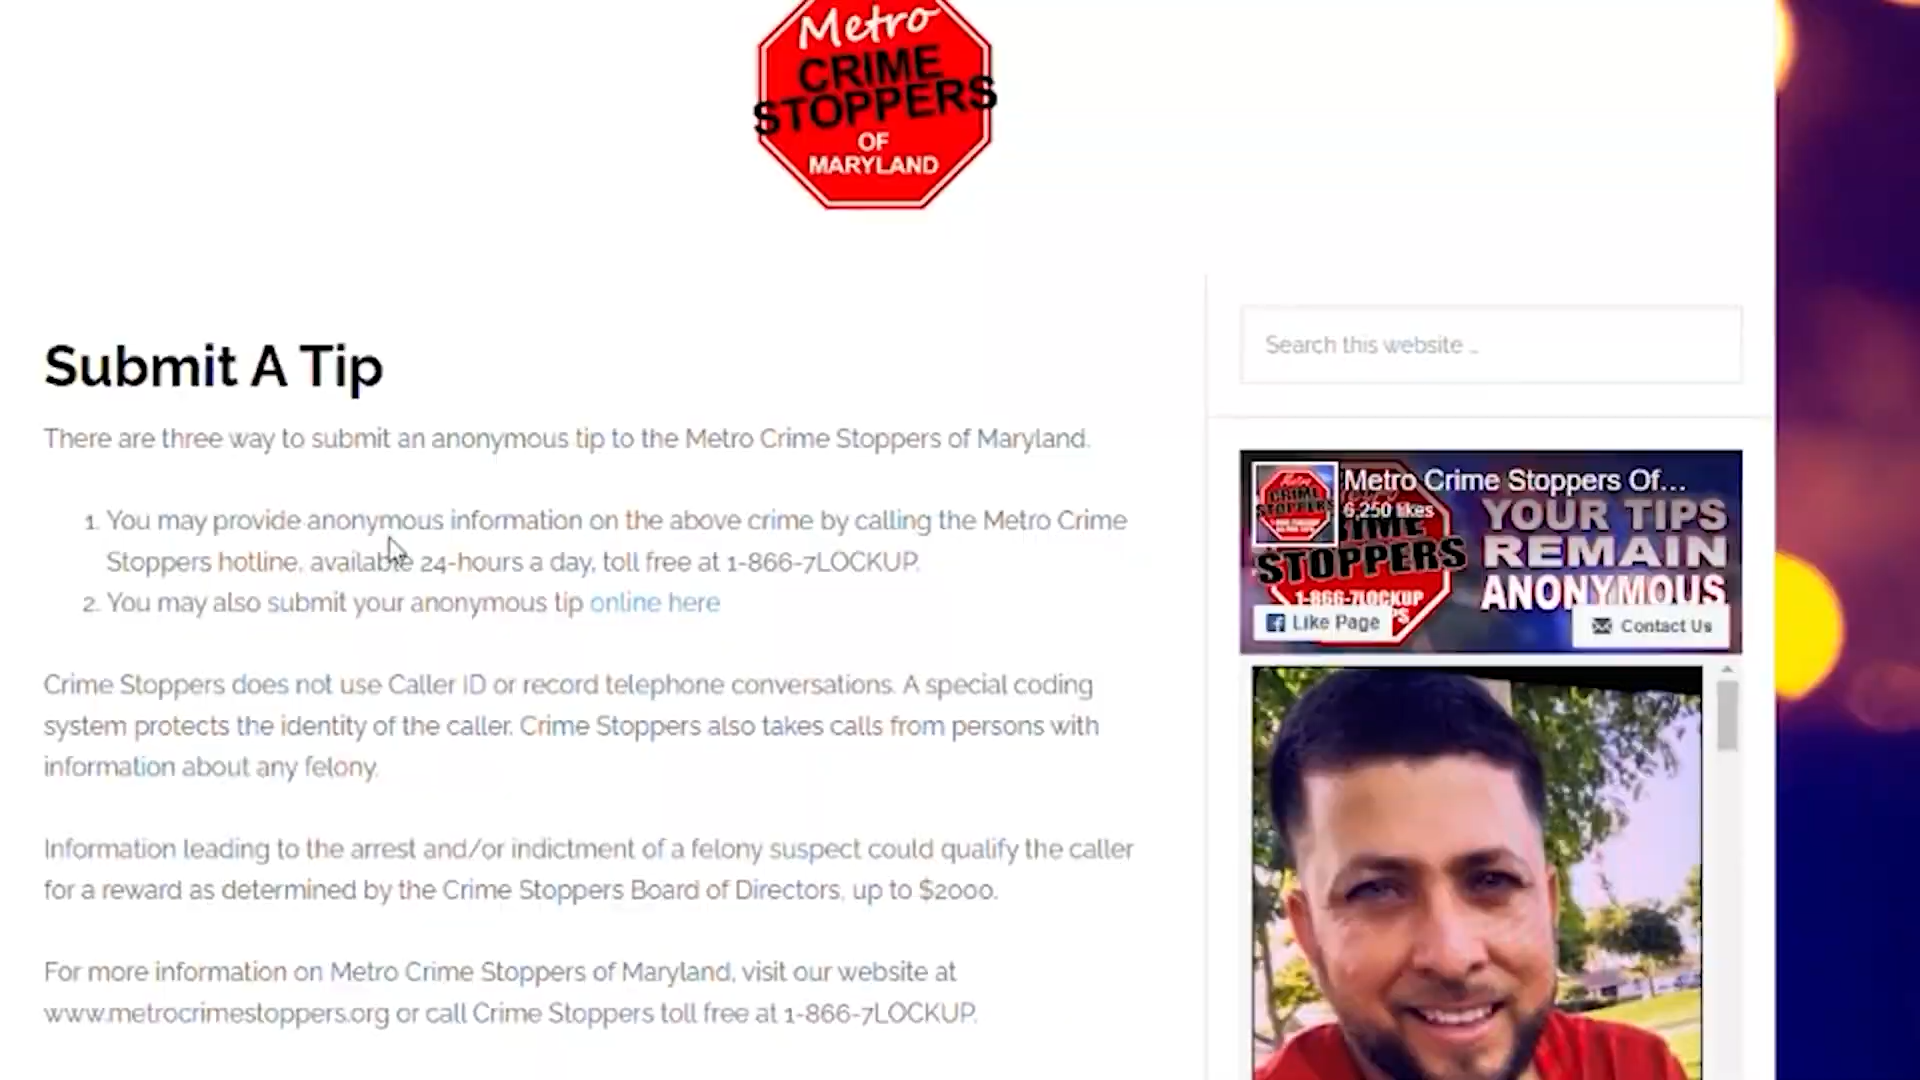 Metro
CRIME
STOPPERS
OF
MARYLAND
Submit A Tip
There are three way to submit an anonymous tip to the Metro Crime Stoppers of Maryland.
1. You may provide anonymous information on the above crime by calling the Metro Crime
Stoppers hotline, available 24-hours a day, toll free at 1-866-7LOCKUP.
2. You may also submit your anonymous tip online here
Crime Stoppers does not use Caller ID or record telephone conversations. A special coding
system protects the identity of the caller. Crime Stoppers also takes calls from persons with
information about any felony.
Information leading to the arrest and/or indictment of a felony suspect could qualify the caller
for a reward as determined by the Crime Stoppers Board of Directors, up to $2000.
For more information on Metro Crime Stoppers of Maryland, visit our website at
www.metrocrimestoppers.org or call Crime Stoppers toll free at 1-866-7LOCKUP.
Search this website ...
Metro Crime Stoppers Of...
6,250 likes
CRIME
STOPPERS
1-866-7LOCKUP
YOUR TIPS
REMAIN
ANONYMOUS
Like Page
Contact Us